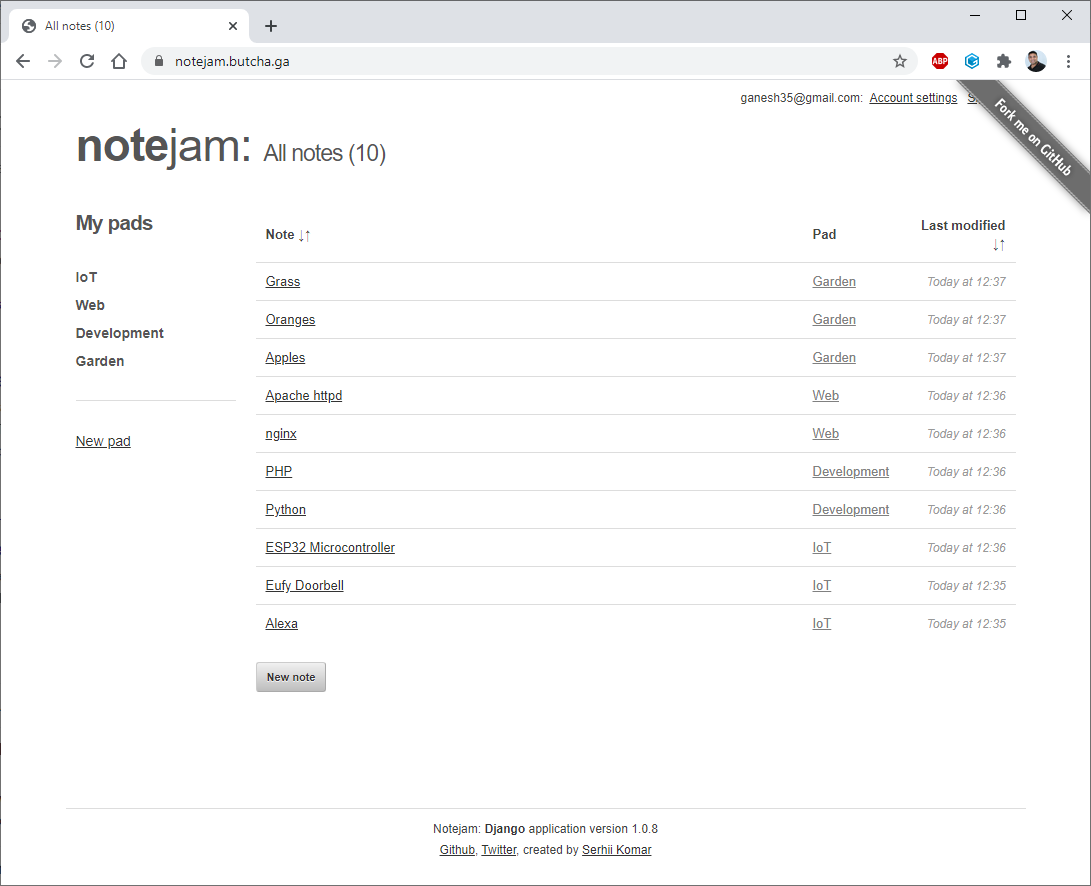 All notes (10)
notejam.butcha.ga
ABP
ganesh35@gmail.com: Account settings
Fork me on GitHub
notejam: All notes (10)
My pads
IoT
Web
Development
Garden
New pad
Note ↓↑ Pad Last modified
↓↑
Grass Garden Today at 12:37
Oranges Garden Today at 12:37
Apples Garden Today at 12:37
Apache httpd Web Today at 12:36
nginx Web Today at 12:36
PHP Development Today at 12:36
Python Development Today at 12:36
ESP32 Microcontroller IoT Today at 12:36
Eufy Doorbell IoT Today at 12:35
Alexa IoT Today at 12:35
New note
Notejam: Django application version 1.0.8
Github, Twitter, created by Serhii Komar